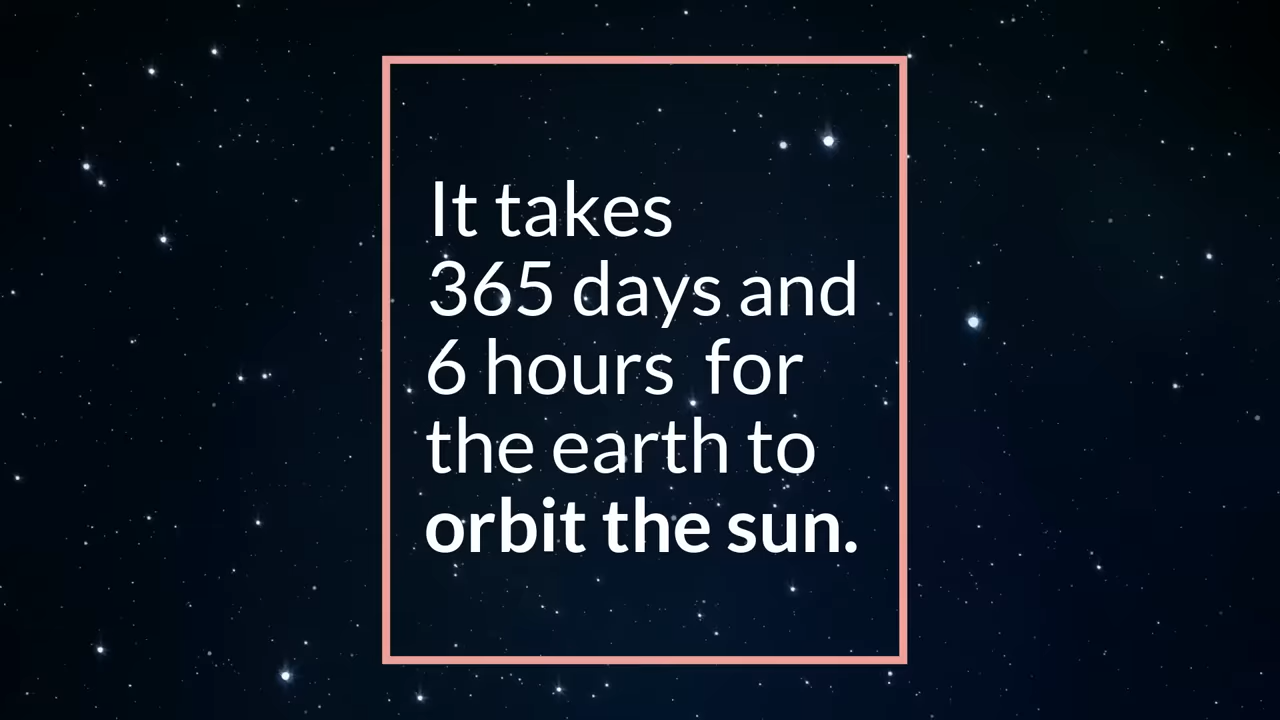 It takes
365 days and
6 hours  for
the earth to
orbit the sun.